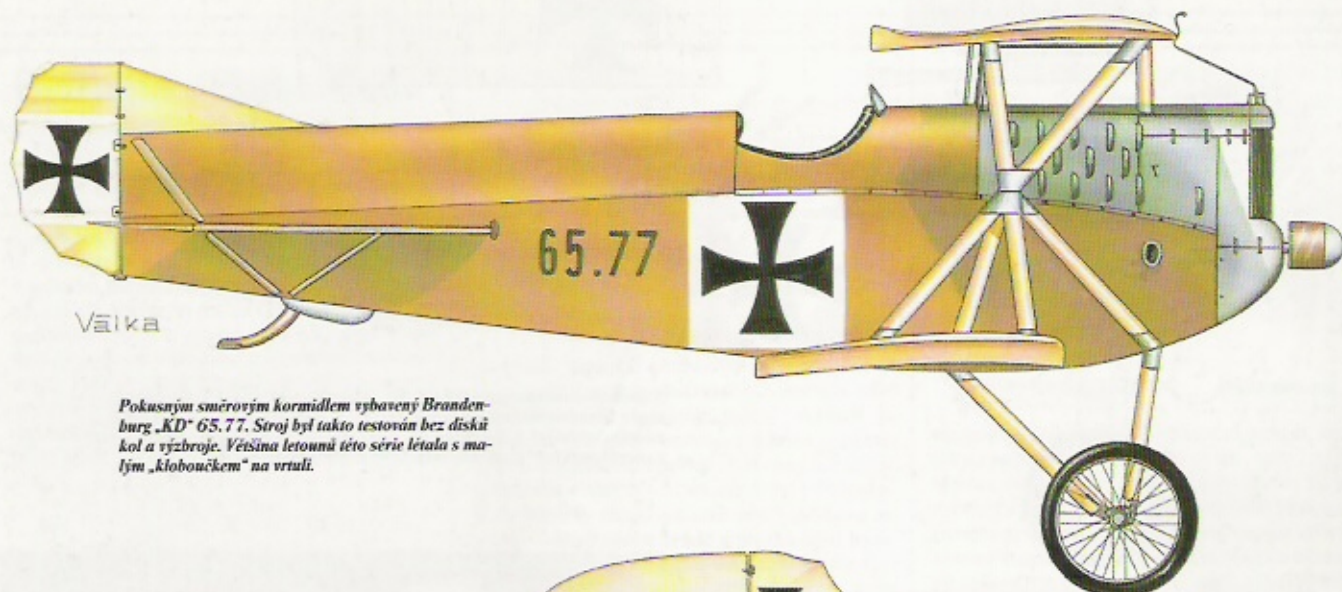 65.77
Valka
Pokusným směrovým kormidlem vybavený Branden-
burg „KD“ 65.77. Stroj byl takto testován bez disků
kol a výzbroje. Většina letounů této série létala s ma-
lým „kloboučkem“ na vrtuli.